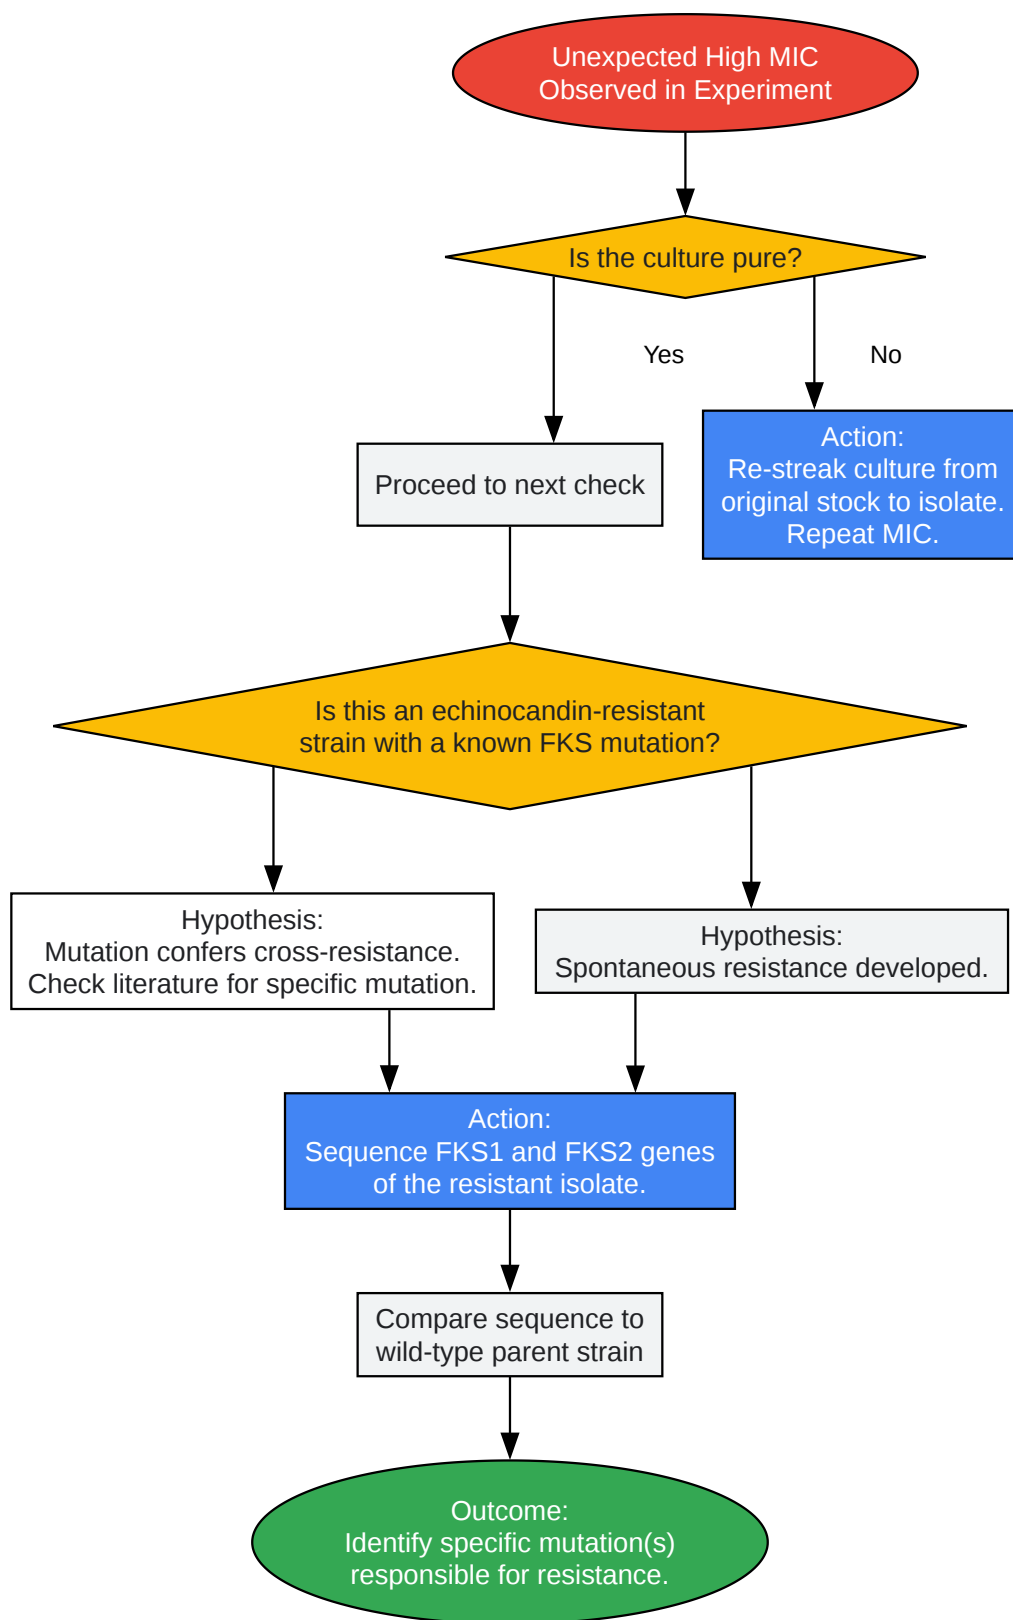 Unexpected High MIC
Observed in Experiment
Is the culture pure?
Yes
No
Action:
Re-streak culture from
original stock to isolate.
Repeat MIC.
Proceed to next check
Is this an echinocandin-resistant
strain with a known FKS mutation?
Hypothesis:
Mutation confers cross-resistance.
Check literature for specific mutation.
Hypothesis:
Spontaneous resistance developed.
Action:
Sequence FKS1 and FKS2 genes
of the resistant isolate.
Compare sequence to
wild-type parent strain
Outcome:
Identify specific mutation(s)
responsible for resistance.